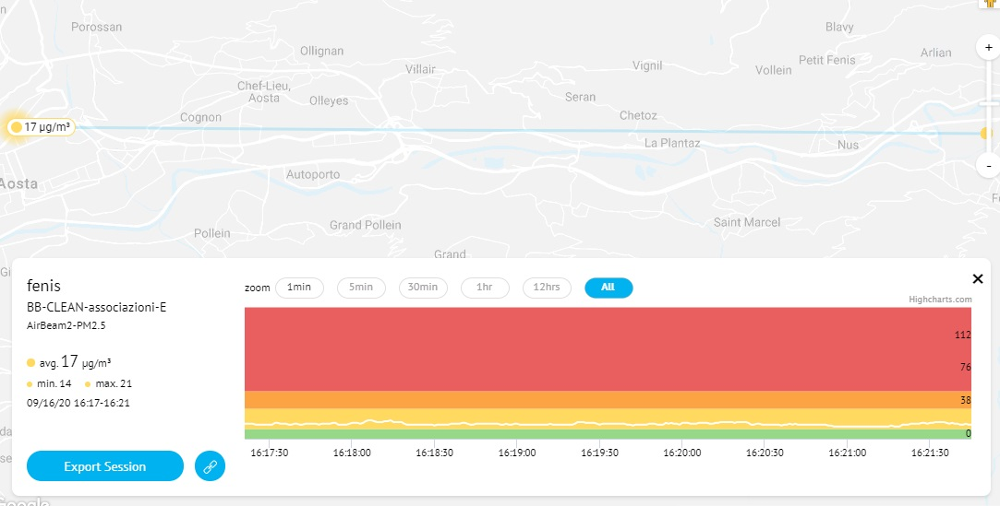 Porossan
Blavy
Ollignan
Arlian
Petit Fenis
Villair
Vignil
Vollein
Chef-Lieu,
Aosta
Olleyes
Seran
Cognon
Chetoz
17 µg/m³
La Plantaz
Nus
Aosta
Autoporto
Pollein
Grand Pollein
Saint Marcel
Grand
+
-
fenis
BB-CLEAN-associazioni-E
AirBeam2-PM2.5
avg. 17 µg/m³
min. 14 max. 21
09/16/20 16:17-16:21
Export Session
zoom 1min 5min 30min 1hr 12hrs All
Highcharts.com
112
76
38
0
16:17:30 16:18:00 16:18:30 16:19:00 16:19:30 16:20:00 16:20:30 16:21:00 16:21:30